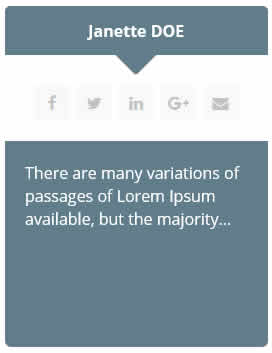 Janette DOE
There are many variations of
passages of Lorem Ipsum
available, but the majority...